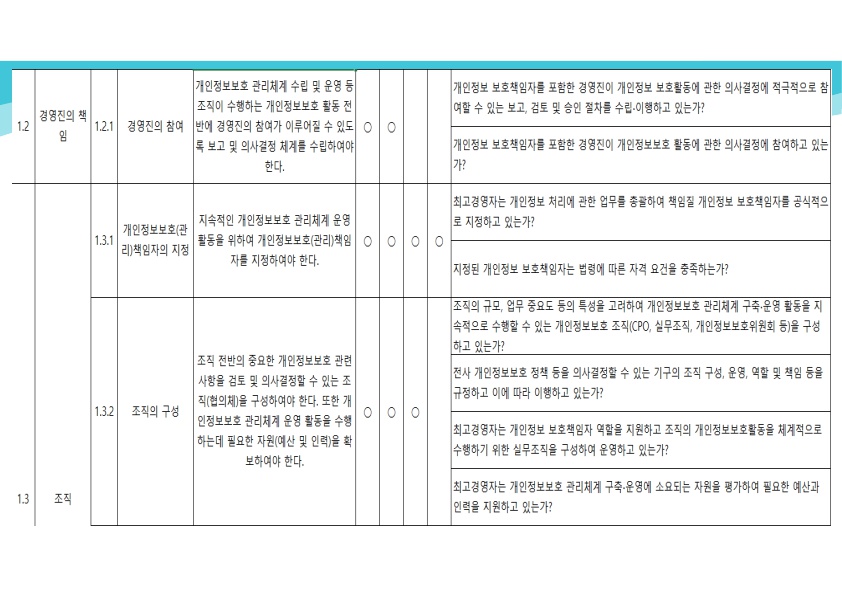 1.2
경영진의 책
임
1.2.1
경영진의 참여
개인정보보호 관리체계 수립 및 운영 등
조직이 수행하는 개인정보보호 활동 전
반에 경영진의 참여가 이루어질 수 있도
록 보고 및 의사결정 체계를 수립하여야
한다.
○ ○
개인정보 보호책임자를 포함한 경영진이 개인정보 보호활동에 관한 의사결정에 적극적으로 참
여할 수 있는 보고, 검토 및 승인 절차를 수립·이행하고 있는가?
개인정보 보호책임자를 포함한 경영진이 개인정보보호 활동에 관한 의사결정에 참여하고 있는
가?
1.3.1
개인정보보호(관
리)책임자의 지정
지속적인 개인정보보호 관리체계 운영
활동을 위하여 개인정보보호(관리)책임
자를 지정하여야 한다.
○ ○ ○ ○
최고경영자는 개인정보 처리에 관한 업무를 총괄하여 책임질 개인정보 보호책임자를 공식적으
로 지정하고 있는가?
지정된 개인정보 보호책임자는 법령에 따른 자격 요건을 충족하는가?
1.3.2
조직의 구성
조직 전반의 중요한 개인정보보호 관련
사항을 검토 및 의사결정할 수 있는 조
직(협의체)을 구성하여야 한다. 또한 개
인정보보호 관리체계 운영 활동을 수행
하는데 필요한 자원(예산 및 인력)을 확
보하여야 한다.
○ ○ ○
조직의 규모, 업무 중요도 등의 특성을 고려하여 개인정보보호 관리체계 구축·운영 활동을 지
속적으로 수행할 수 있는 개인정보보호 조직(CPO, 실무조직, 개인정보보호위원회 등)을 구성
하고 있는가?
전사 개인정보보호 정책 등을 의사결정할 수 있는 기구의 조직 구성, 운영, 역할 및 책임 등을
규정하고 이에 따라 이행하고 있는가?
최고경영자는 개인정보 보호책임자 역할을 지원하고 조직의 개인정보보호활동을 체계적으로
수행하기 위한 실무조직을 구성하여 운영하고 있는가?
1.3
조직
최고경영자는 개인정보보호 관리체계 구축·운영에 소요되는 자원을 평가하여 필요한 예산과
인력을 지원하고 있는가?